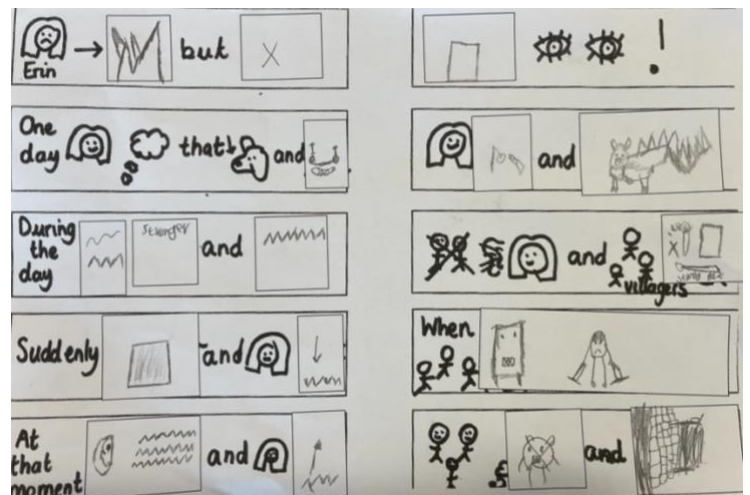 but
Erin
One
day that and
During
the and
day
Suddenly and
At
that and
moment
!
and
and
villagers
When
and